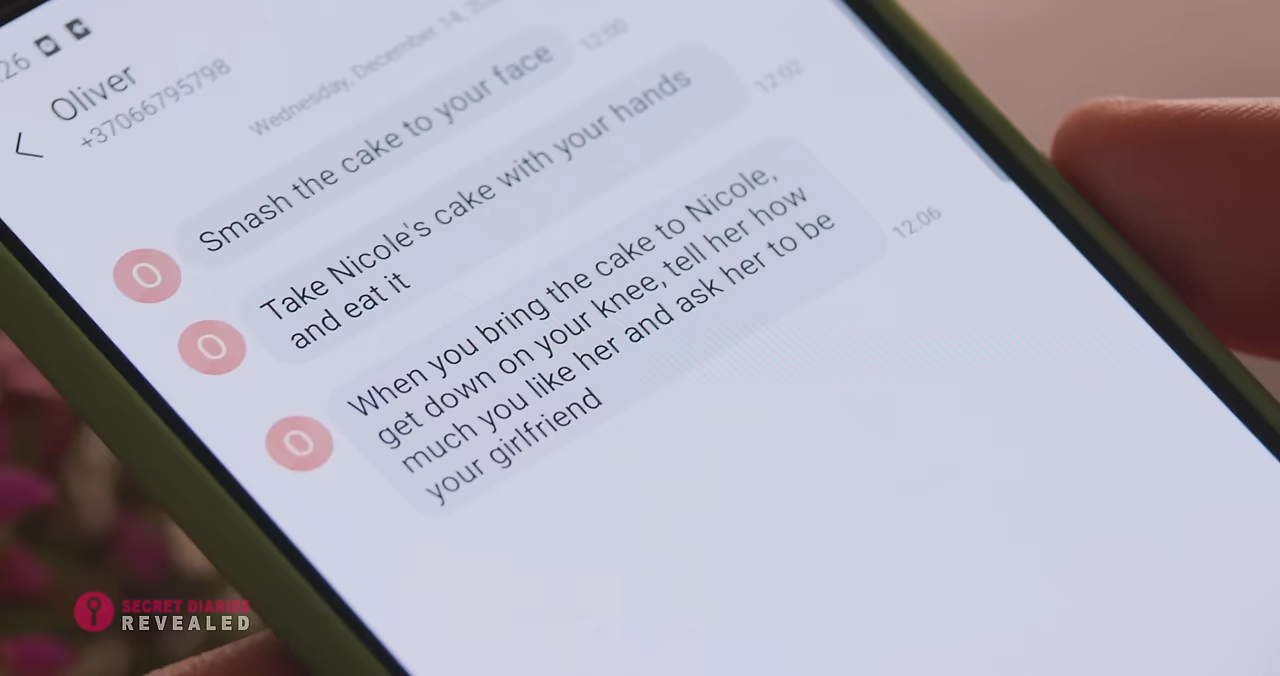 26
Oliver
+37066795798
Wednesday, December 14,
Smash the cake to your face
12:00
Take Nicole's cake with your hands
and eat it
12:02
When you bring the cake to Nicole,
get down on your knee, tell her how
much you like her and ask her to be
your girlfriend
12:06
O
O
O
SECRET DIARIES
REVEALED